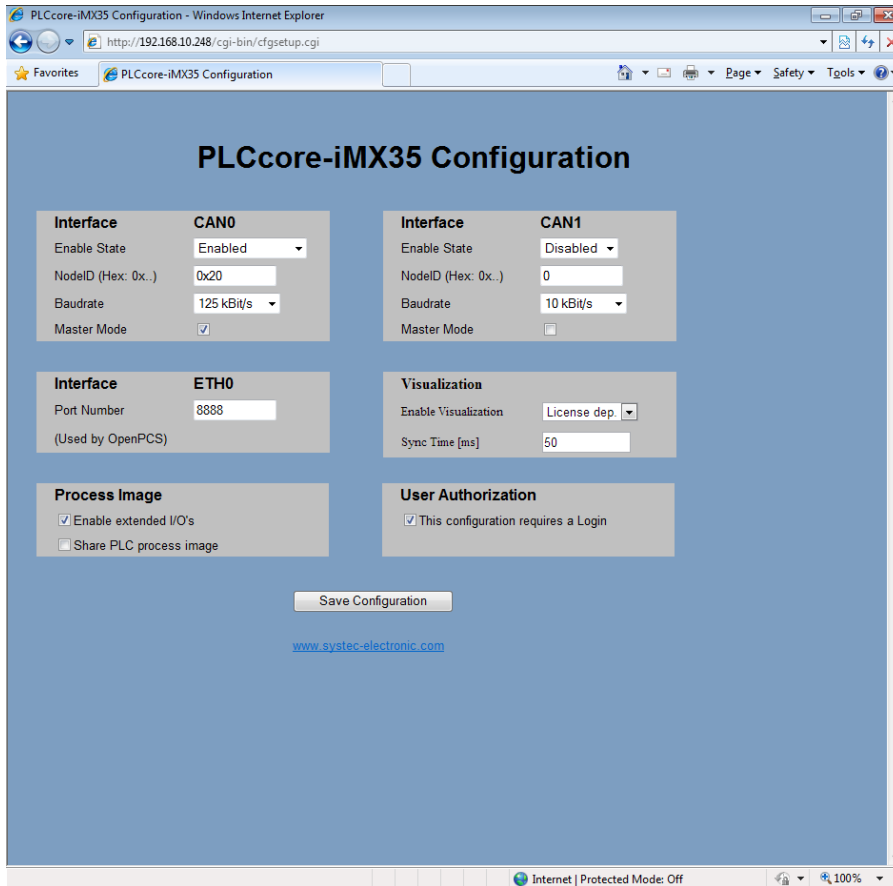 PLCcore-iMX35 Configuration - Windows Internet Explorer
http://192.168.10.248/cgi-bin/cfgsetup.cgi
Favorites PLCcore-iMX35 Configuration Page Safety Tools
PLCcore-iMX35 Configuration
Interface CAN0
Enable State Enabled
NodeID (Hex: 0x..) 0x20
Baudrate 125 kBit/s
Master Mode
Interface CAN1
Enable State Disabled
NodeID (Hex: 0x..) 0
Baudrate 10 kBit/s
Master Mode
Interface ETH0
Port Number 8888
(Used by OpenPCS)
Visualization
Enable Visualization License dep.
Sync Time [ms] 50
Process Image
Enable extended I/O's
Share PLC process image
User Authorization
This configuration requires a Login
Save Configuration
www.systec-electronic.com
Internet | Protected Mode: Off 100%